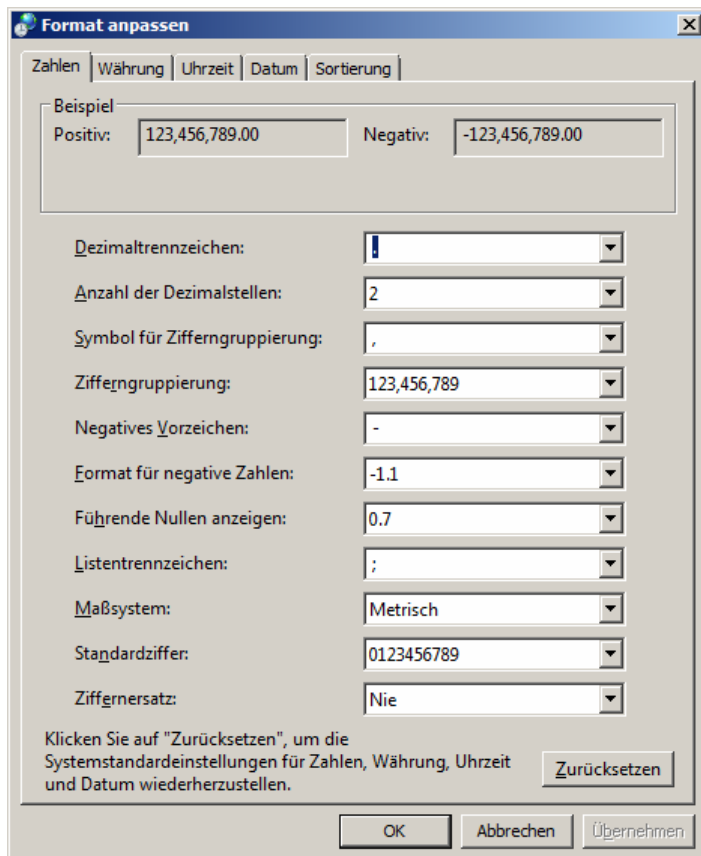 Format anpassen
Zahlen Währung Uhrzeit Datum Sortierung
Beispiel
Positiv: 123,456,789.00 Negativ: -123,456,789.00
Dezimaltrennzeichen: .
Anzahl der Dezimalstellen: 2
Symbol für Zifferngruppierung: ,
Zifferngruppierung: 123,456,789
Negatives Vorzeichen: -
Format für negative Zahlen: -1.1
Führende Nullen anzeigen: 0.7
Listentrennzeichen: ;
Maßsystem: Metrisch
Standardziffer: 0123456789
Ziffernersatz: Nie
Klicken Sie auf "Zurücksetzen", um die
Systemstandardeinstellungen für Zahlen, Währung, Uhrzeit
und Datum wiederherzustellen.
Zurücksetzen
OK Abbrechen Übernehmen